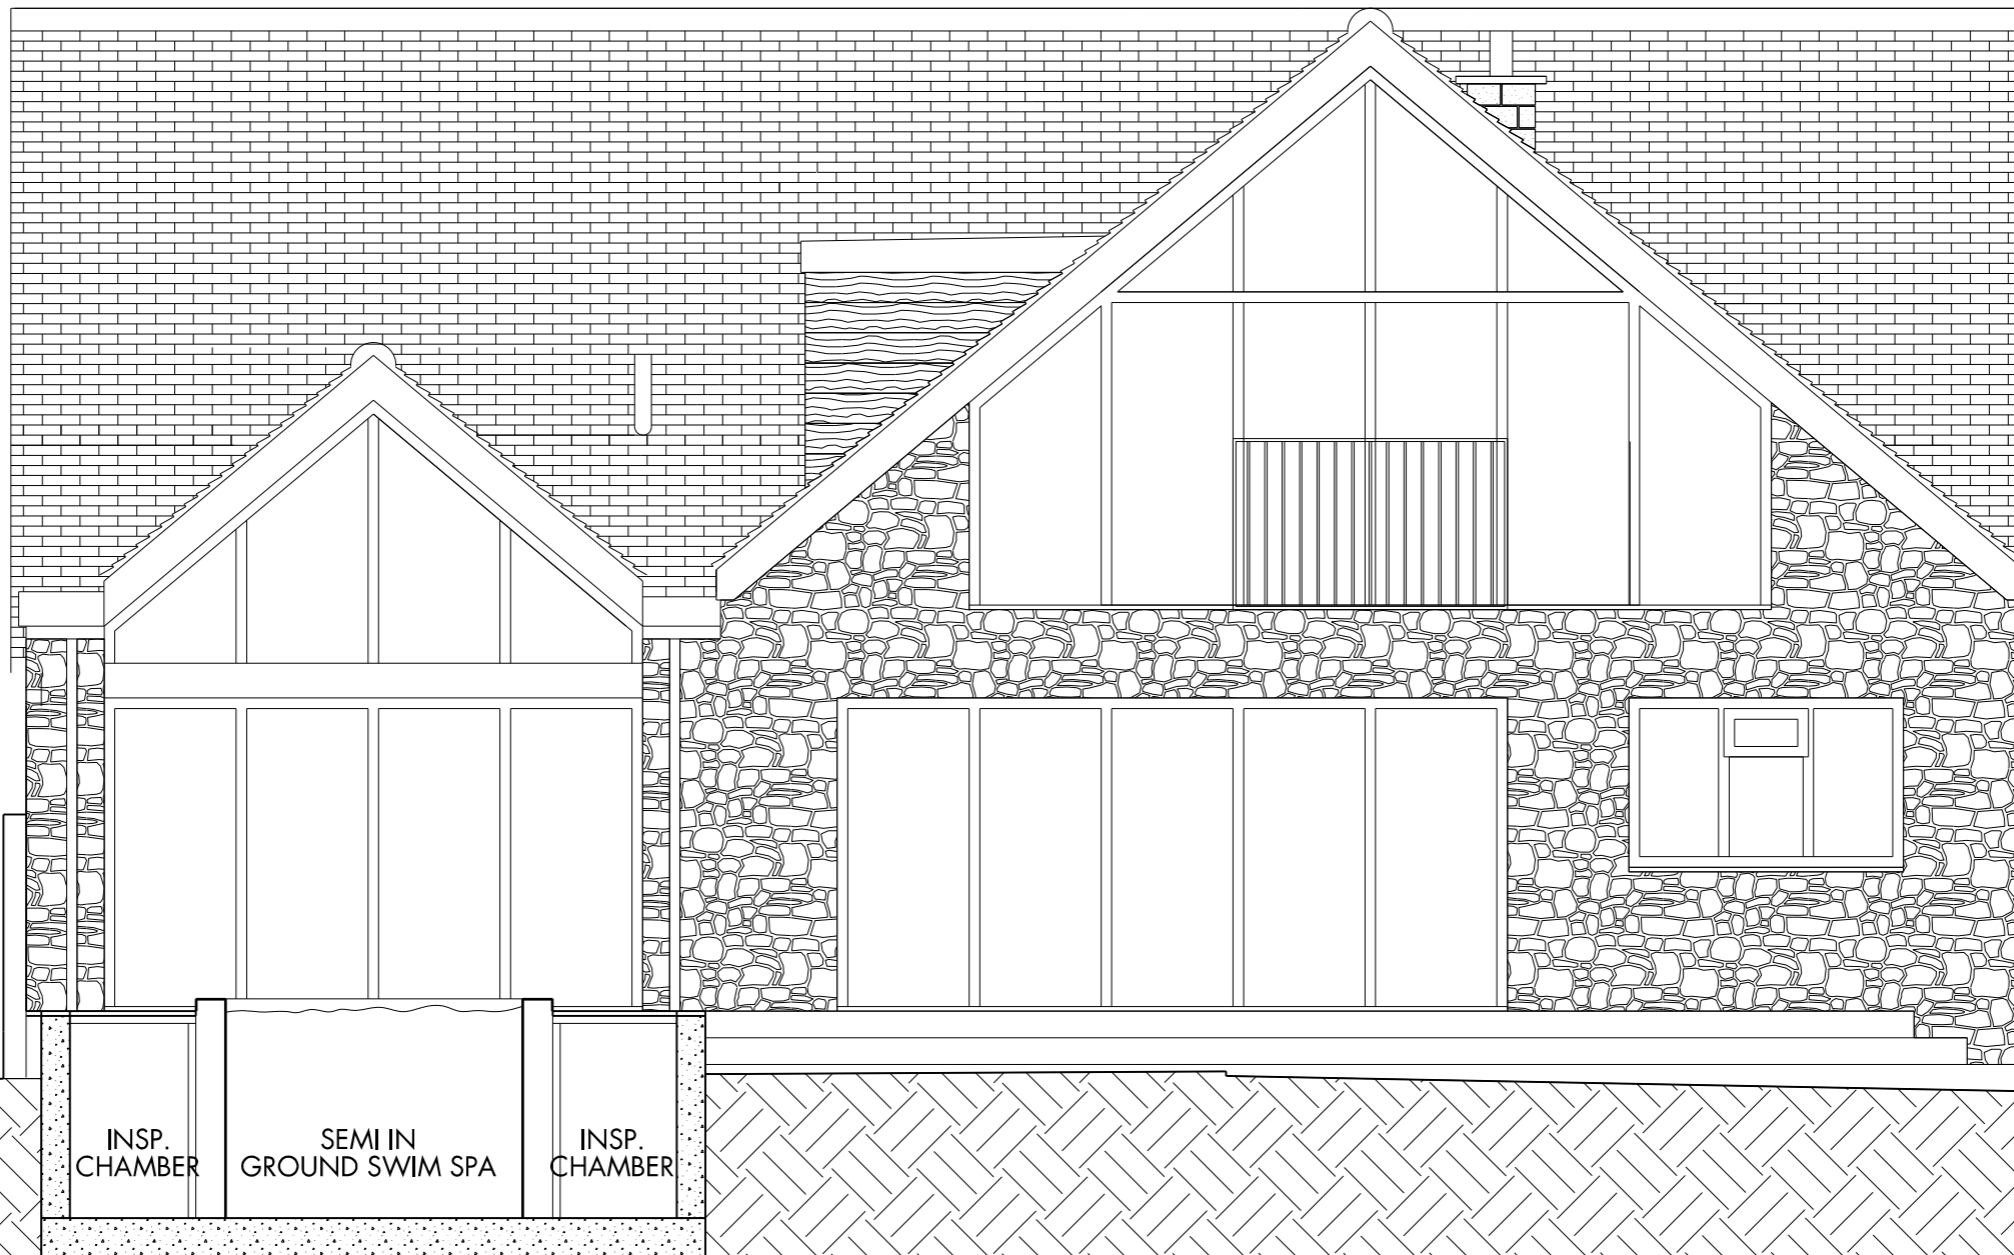 INSP.
CHAMBER
SEMI IN
GROUND SWIM SPA
INSP.
CHAMBER